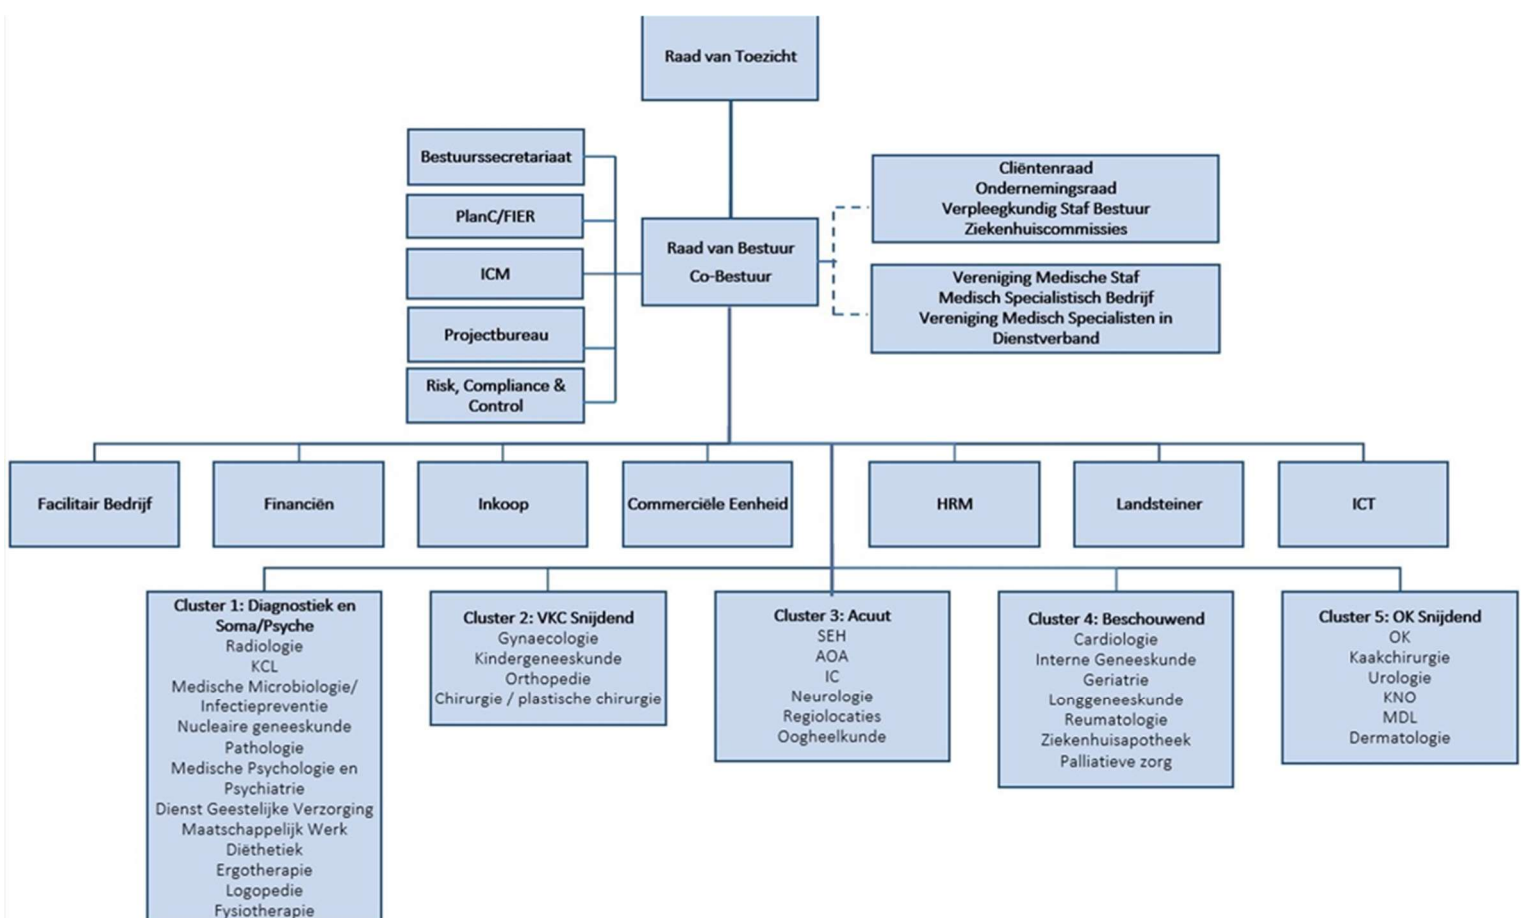 Raad van Toezicht
Bestuurssecretariaat
PlanC/FIER
ICM
Projectbureau
Risk, Compliance &
Control
Raad van Bestuur
Co-Bestuur
Cliëntenraad
Ondernemingsraad
Verpleegkundig Staf Bestuur
Ziekenhuiscommissies
Vereniging Medische Staf
Medisch Specialistisch Bedrijf
Vereniging Medisch Specialisten in
Dienstverband
Facilitair Bedrijf
Financiën
Inkoop
Commerciële Eenheid
HRM
Landsteiner
ICT
Cluster 1: Diagnostiek en
Soma/Psyche
Radiologie
KCL
Medische Microbiologie/
Infectiepreventie
Nucleaire geneeskunde
Pathologie
Medische Psychologie en
Psychiatrie
Dienst Geestelijke Verzorging
Maatschappelijk Werk
Diëthetiek
Ergotherapie
Logopedie
Fysiotherapie
Cluster 2: VKC Snijdend
Gynaecologie
Kindergeneeskunde
Orthopedie
Chirurgie / plastische chirurgie
Cluster 3: Acuut
SEH
AOA
IC
Neurologie
Regiolocaties
Oogheelkunde
Cluster 4: Beschouwend
Cardiologie
Interne Geneeskunde
Geriatrie
Longgeneeskunde
Reumatologie
Ziekenhuisapotheek
Palliatieve zorg
Cluster 5: OK Snijdend
OK
Kaakchirurgie
Urologie
KNO
MDL
Dermatologie